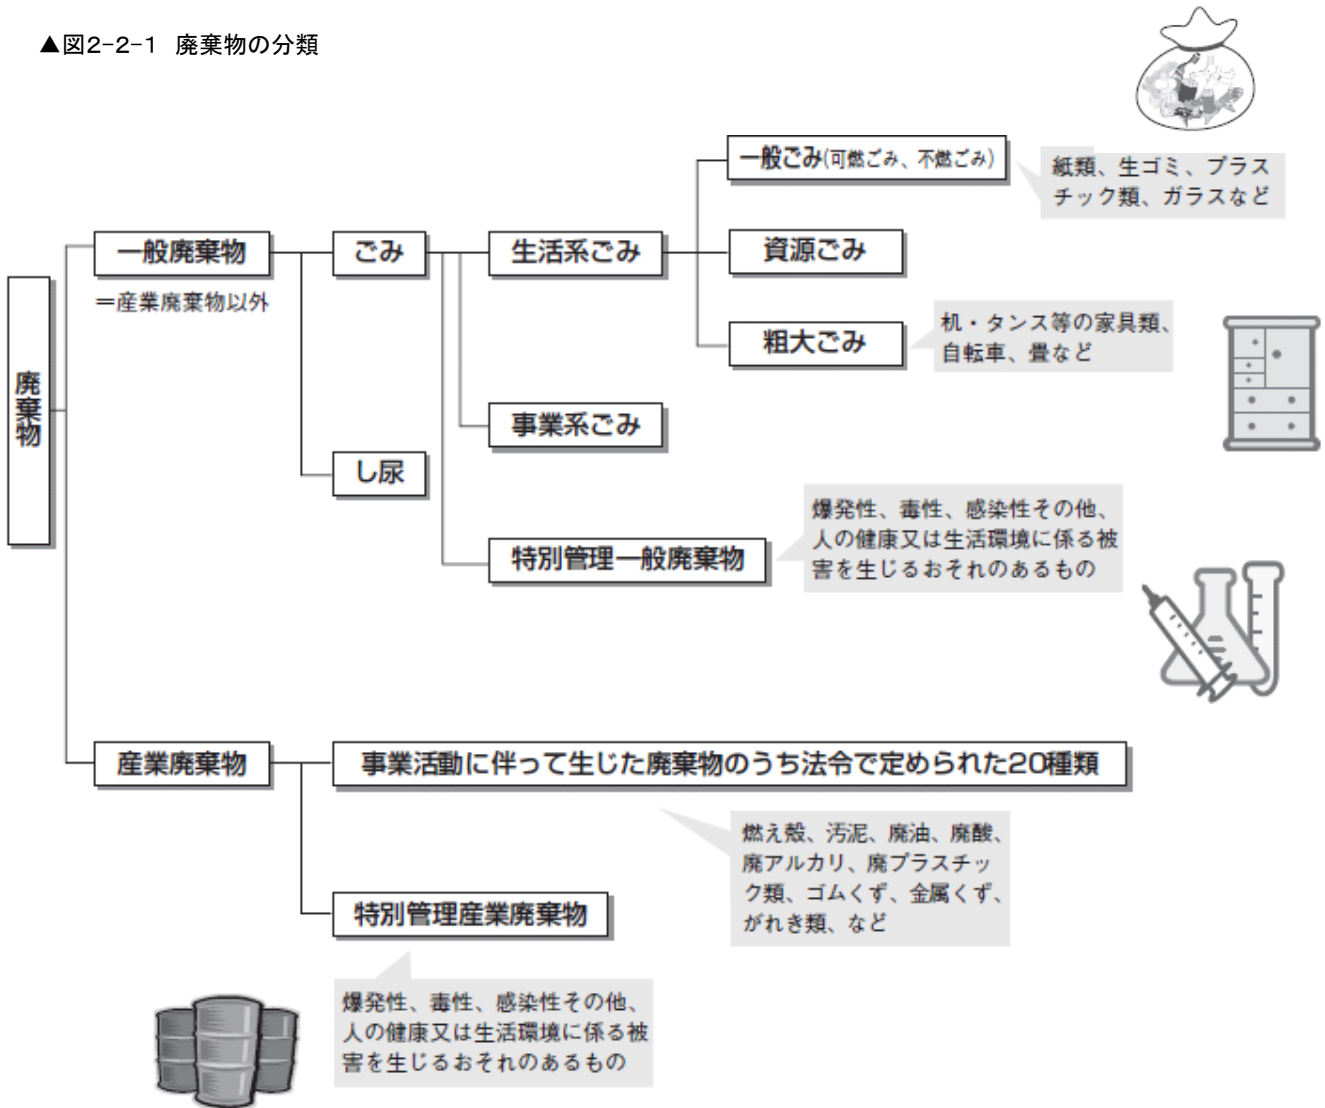 ▲図2-2-1 廃棄物の分類
廃棄物
一般廃棄物
＝産業廃棄物以外
ごみ
し尿
生活系ごみ
一般ごみ(可燃ごみ、不燃ごみ)
紙類、生ゴミ、プラス
チック類、ガラスなど
資源ごみ
粗大ごみ
机・タンス等の家具類、
自転車、畳など
事業系ごみ
特別管理一般廃棄物
爆発性、毒性、感染性その他、
人の健康又は生活環境に係る被
害を生じるおそれのあるもの
産業廃棄物
事業活動に伴って生じた廃棄物のうち法令で定められた20種類
燃え殻、汚泥、廃油、廃酸、
廃アルカリ、廃プラスチッ
ク類、ゴムくず、金属くず、
がれき類、など
特別管理産業廃棄物
爆発性、毒性、感染性その他、
人の健康又は生活環境に係る被
害を生じるおそれのあるもの